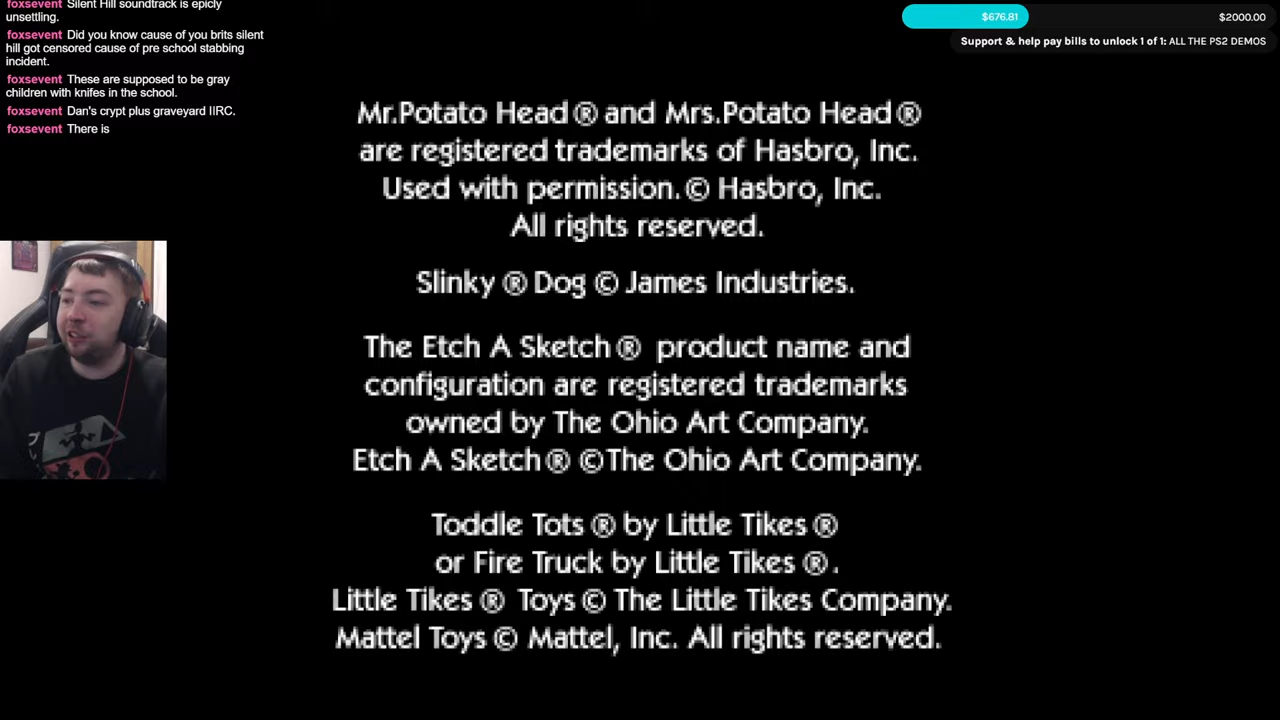 foxsevent Silent Hill soundtrack is epicly
unsettling.
foxsevent Did you know cause of you brits silent
hill got censored cause of pre school stabbing
incident.
foxsevent These are supposed to be gray
children with knifes in the school.
foxsevent Dan's crypt plus graveyard IIRC.
foxsevent There is
$676.81
$2000.00
Support & help pay bills to unlock 1 of 1: ALL THE PS2 DEMOS
Mr.Potato Head® and Mrs.Potato Head®
are registered trademarks of Hasbro, Inc.
Used with permission.© Hasbro, Inc.
All rights reserved.
Slinky ® Dog © James Industries.
The Etch A Sketch® product name and
configuration are registered trademarks
owned by The Ohio Art Company.
Etch A Sketch® ©The Ohio Art Company.
Toddle Tots ® by Little Tikes ®
or Fire Truck by Little Tikes ®.
Little Tikes ® Toys © The Little Tikes Company.
Mattel Toys © Mattel, Inc. All rights reserved.